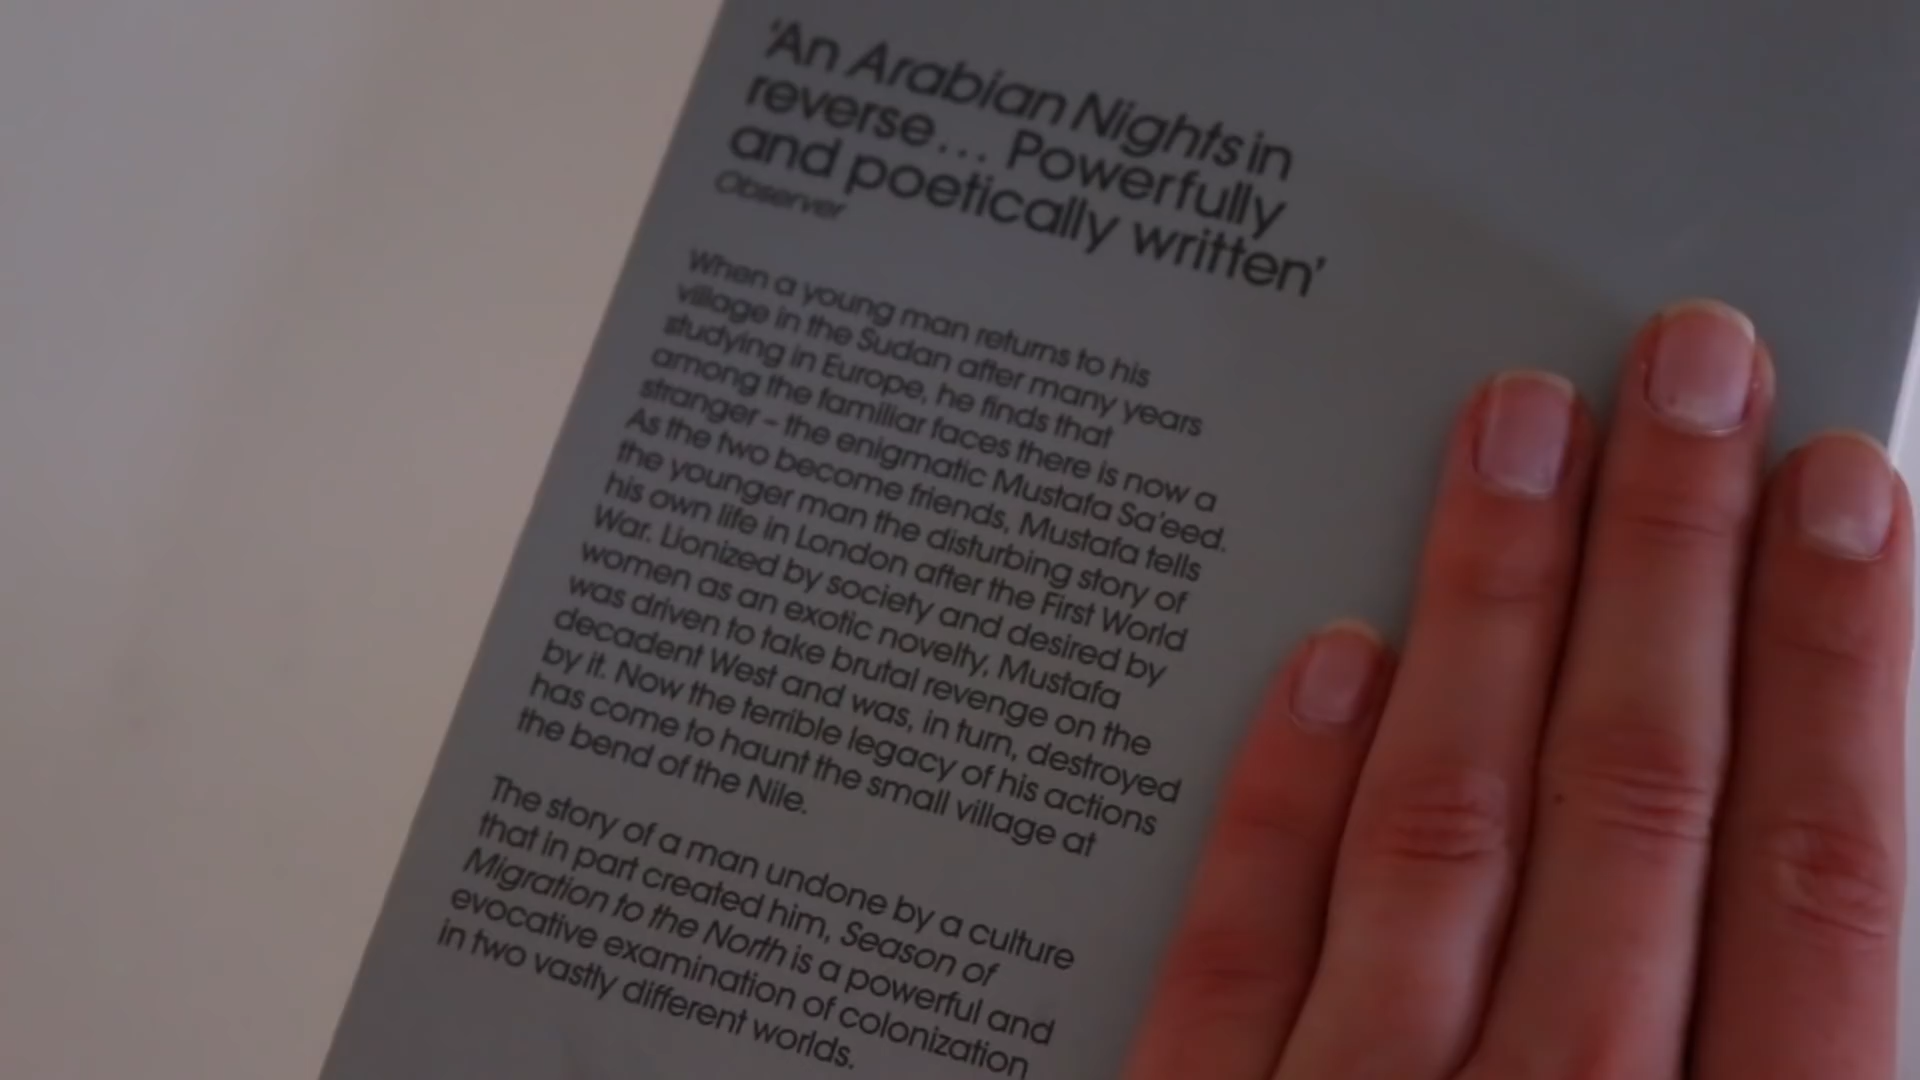 'An Arabian Nights in
reverse... Powerfully
and poetically written'
Observer
When a young man returns to his
village in the Sudan after many years
studying in Europe, he finds that
among the familiar faces there is now a
stranger – the enigmatic Mustafa Sa'eed.
As the two become friends, Mustafa tells
the younger man the disturbing story of
his own life in London after the First World
War. Lionized by society and desired by
women as an exotic novelty, Mustafa
was driven to take brutal revenge on the
decadent West and was, in turn, destroyed
by it. Now the terrible legacy of his actions
has come to haunt the small village at
the bend of the Nile.
The story of a man undone by a culture
that in part created him, Season of
Migration to the North is a powerful and
evocative examination of colonization
in two vastly different worlds.